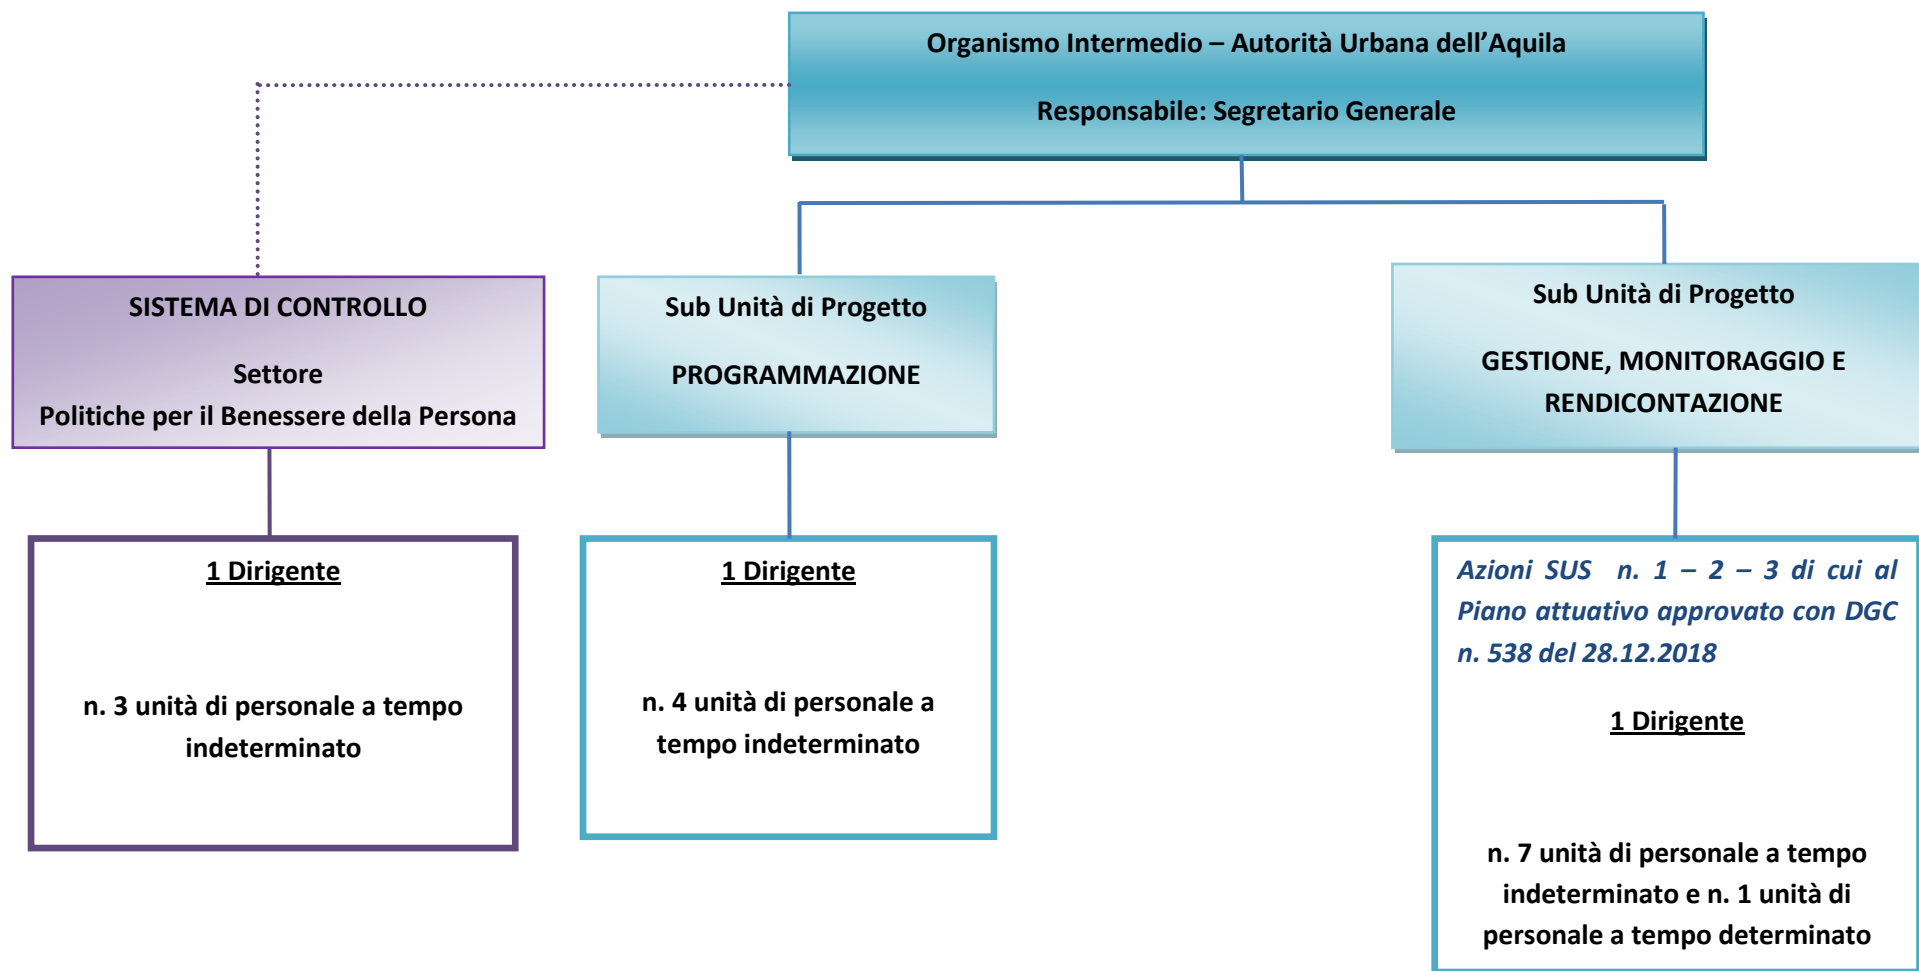 Organismo Intermedio – Autorità Urbana dell’Aquila
Responsabile: Segretario Generale
SISTEMA DI CONTROLLO
Settore
Politiche per il Benessere della Persona
Sub Unità di Progetto
PROGRAMMAZIONE
Sub Unità di Progetto
GESTIONE, MONITORAGGIO E
RENDICONTAZIONE
1 Dirigente
n. 3 unità di personale a tempo
indeterminato
1 Dirigente
n. 4 unità di personale a
tempo indeterminato
Azioni SUS n. 1 – 2 – 3 di cui al
Piano attuativo approvato con DGC
n. 538 del 28.12.2018
1 Dirigente
n. 7 unità di personale a tempo
indeterminato e n. 1 unità di
personale a tempo determinato